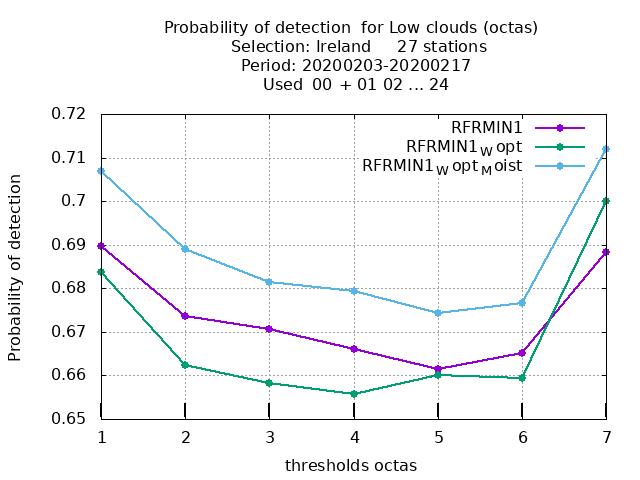 Probability of detection  for Low clouds (octas)
Selection: Ireland     27 stations
Period: 20200203-20200217
Used  00  + 01 02 ... 24
RFRMIN1
RFRMIN1_W opt
RFRMIN1_W opt_M oist
0.72
0.71
0.7
0.69
0.68
0.67
0.66
0.65
Probability of detection
1 2 3 4 5 6 7
thresholds octas